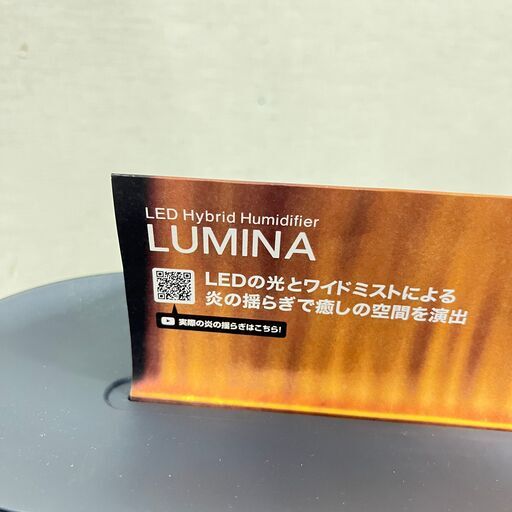 LED Hybrid Humidifier
LUMINA
LEDの光とワイドミストによる
炎の揺らぎで癒しの空間を演出
実際の炎の揺らぎはこちら!